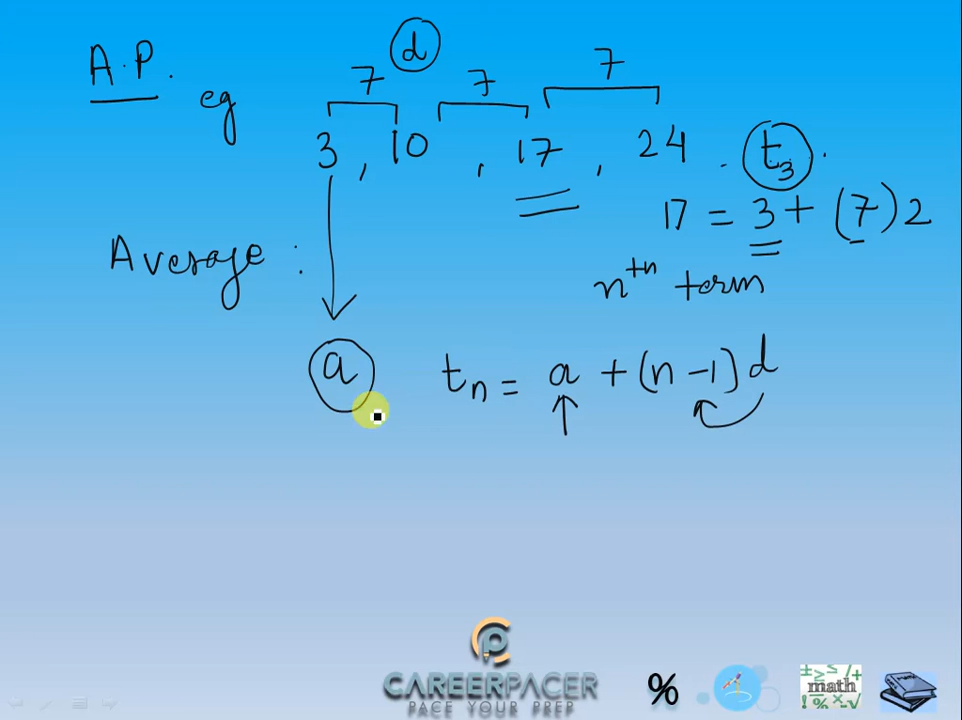 d
A.P. 7 7 7
eg
3 , 10 , 17 , 24 . t3 .
17 = 3 + (7) 2
Average :
nth term
a tn = a + (n - 1) d
CAREERPACER
PACE YOUR PREP
%
± ≥ ≤ √ +
math
! % × - √